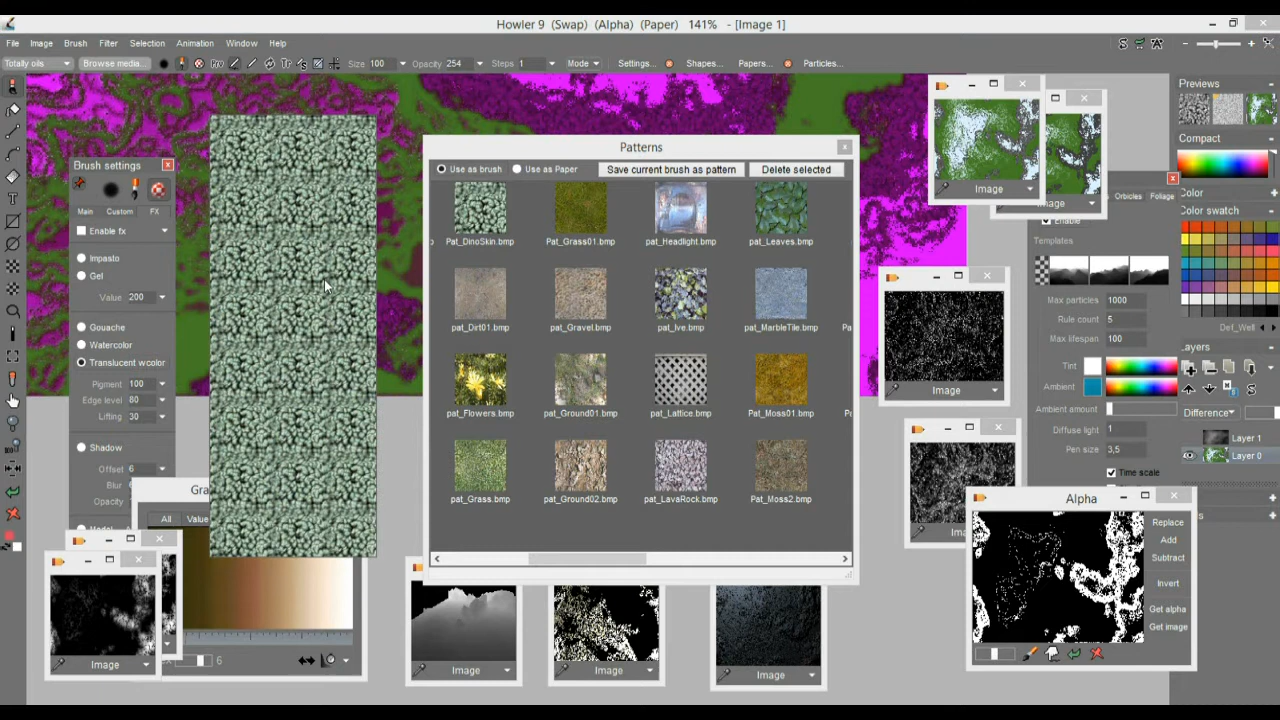 Howler 9 (Swap) (Alpha) (Paper) 141% - [Image 1]
File Image Brush Filter Selection Animation Window Help
Totally oils Browse media... Size 100 Opacity 254 Steps 1 Mode Settings... Shapes... Papers... Particles...
Previews
Compact
Color
Color swatch
Def_Well
Layers
Difference
Layer 1
Layer 0
Brush settings
Main Custom FX
Enable fx
Impasto
Gel
Value 200
Gouache
Watercolor
Translucent wcolor
Pigment 100
Edge level 80
Lifting 30
Shadow
Offset 6
Opacity
All Value
6
Patterns
Use as brush Use as Paper Save current brush as pattern Delete selected
Pat_DinoSkin.bmp Pat_Grass01.bmp pat_Headlight.bmp pat_Leaves.bmp
pat_Dirt01.bmp pat_Gravel.bmp pat_Ive.bmp pat_MarbleTile.bmp
pat_Flowers.bmp pat_Ground01.bmp pat_Lattice.bmp Pat_Moss01.bmp
pat_Grass.bmp pat_Ground02.bmp pat_LavaRock.bmp pat_Moss2.bmp
Image
Image
Image
Image
Image
Image
Image
Orbicles Foliage
Enable
Templates
Max particles 1000
Rule count 5
Max lifespan 100
Tint
Ambient
Ambient amount
Diffuse light 1
Pen size 3,5
Time scale
Alpha
Replace
Add
Subtract
Invert
Get alpha
Get image